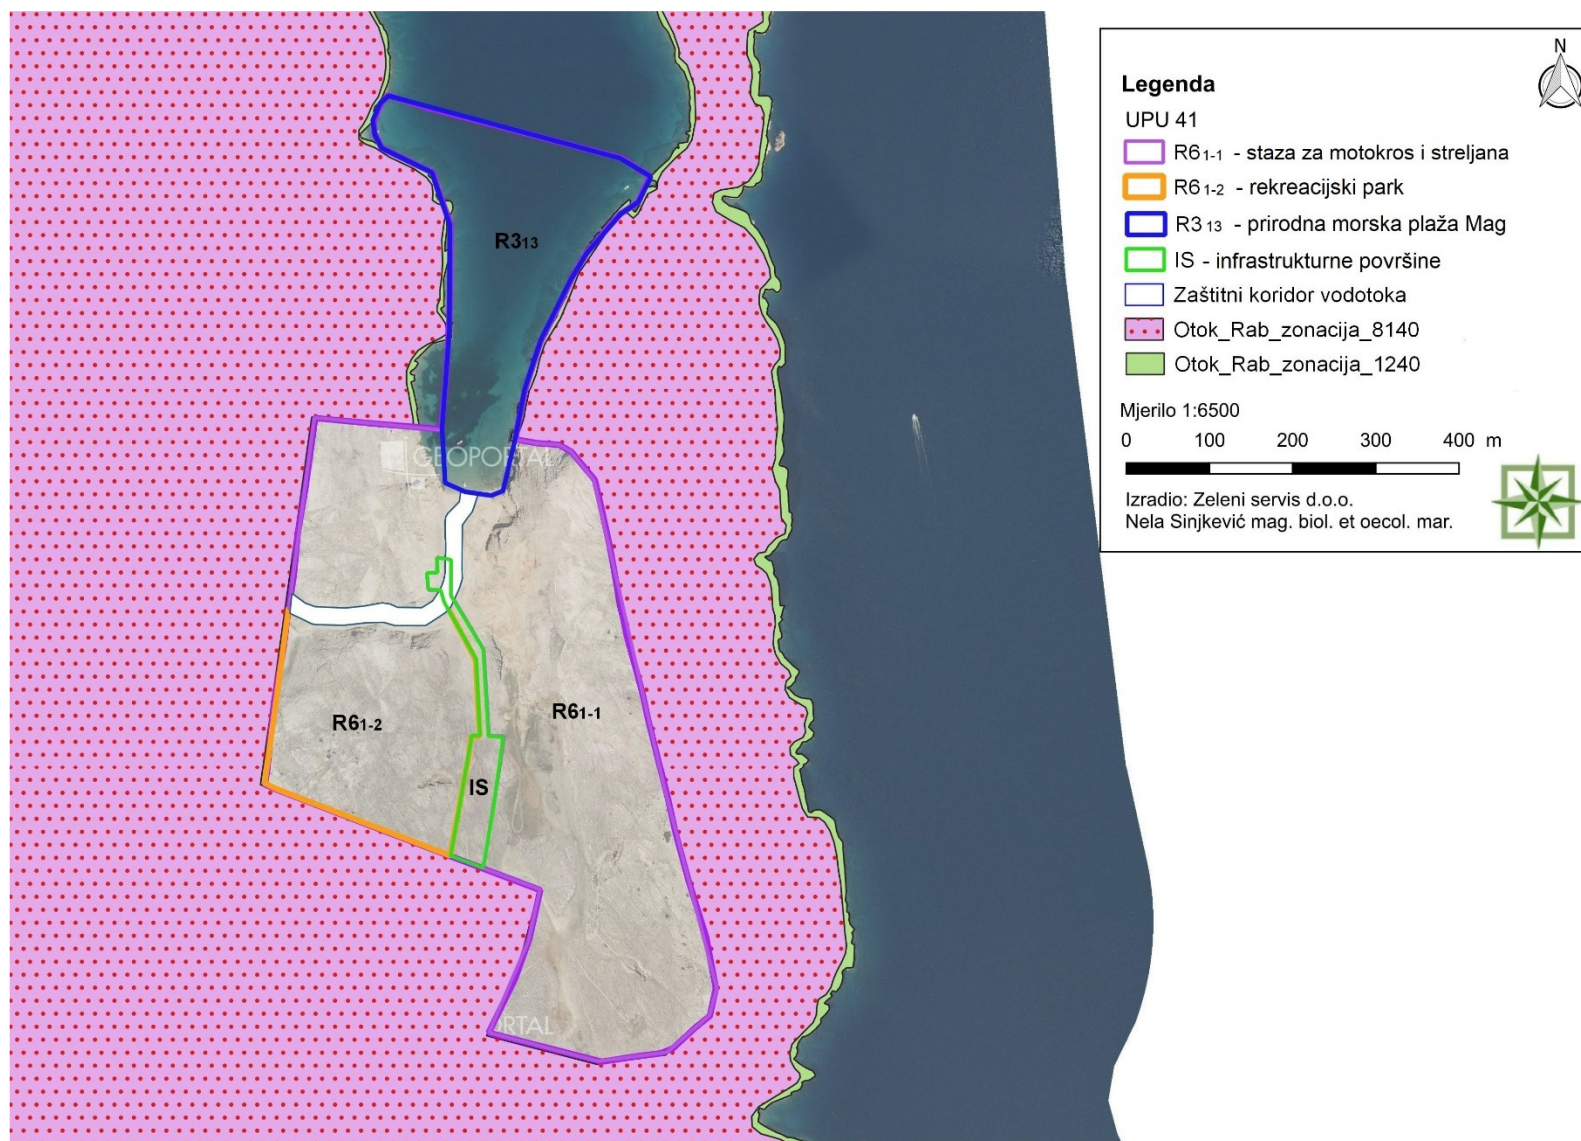 R3₁₃
GEOPORTAL
R6₁₋₂
R6₁₋₁
IS
ORTAL
N
Legenda
UPU 41
R6₁₋₁ - staza za motokros i streljana
R6₁₋₂ - rekreacijski park
R3₁₃ - prirodna morska plaža Mag
IS - infrastrukturne površine
Zaštitni koridor vodotoka
Otok_Rab_zonacija_8140
Otok_Rab_zonacija_1240
Mjerilo 1:6500
0 100 200 300 400 m
Izradio: Zeleni servis d.o.o.
Nela Sinjkević mag. biol. et oecol. mar.